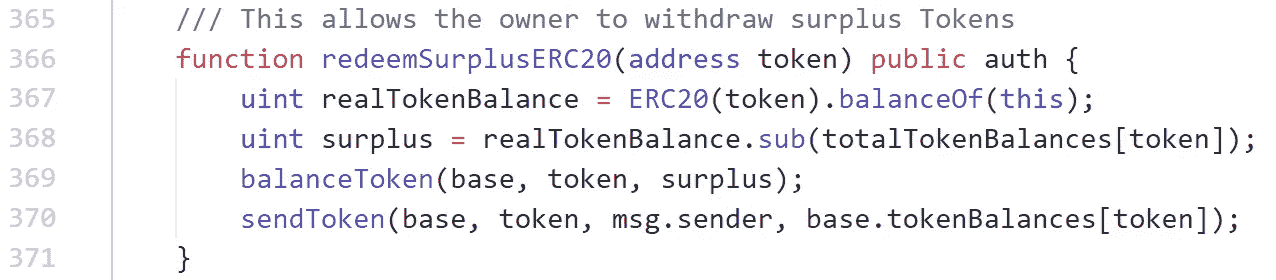 365 /// This allows the owner to withdraw surplus Tokens
366 function redeemSurplusERC20(address token) public auth {
367 uint realTokenBalance = ERC20(token).balanceOf(this);
368 uint surplus = realTokenBalance.sub(totalTokenBalances[token]);
369 balanceToken(base, token, surplus);
370 sendToken(base, token, msg.sender, base.tokenBalances[token]);
371 }